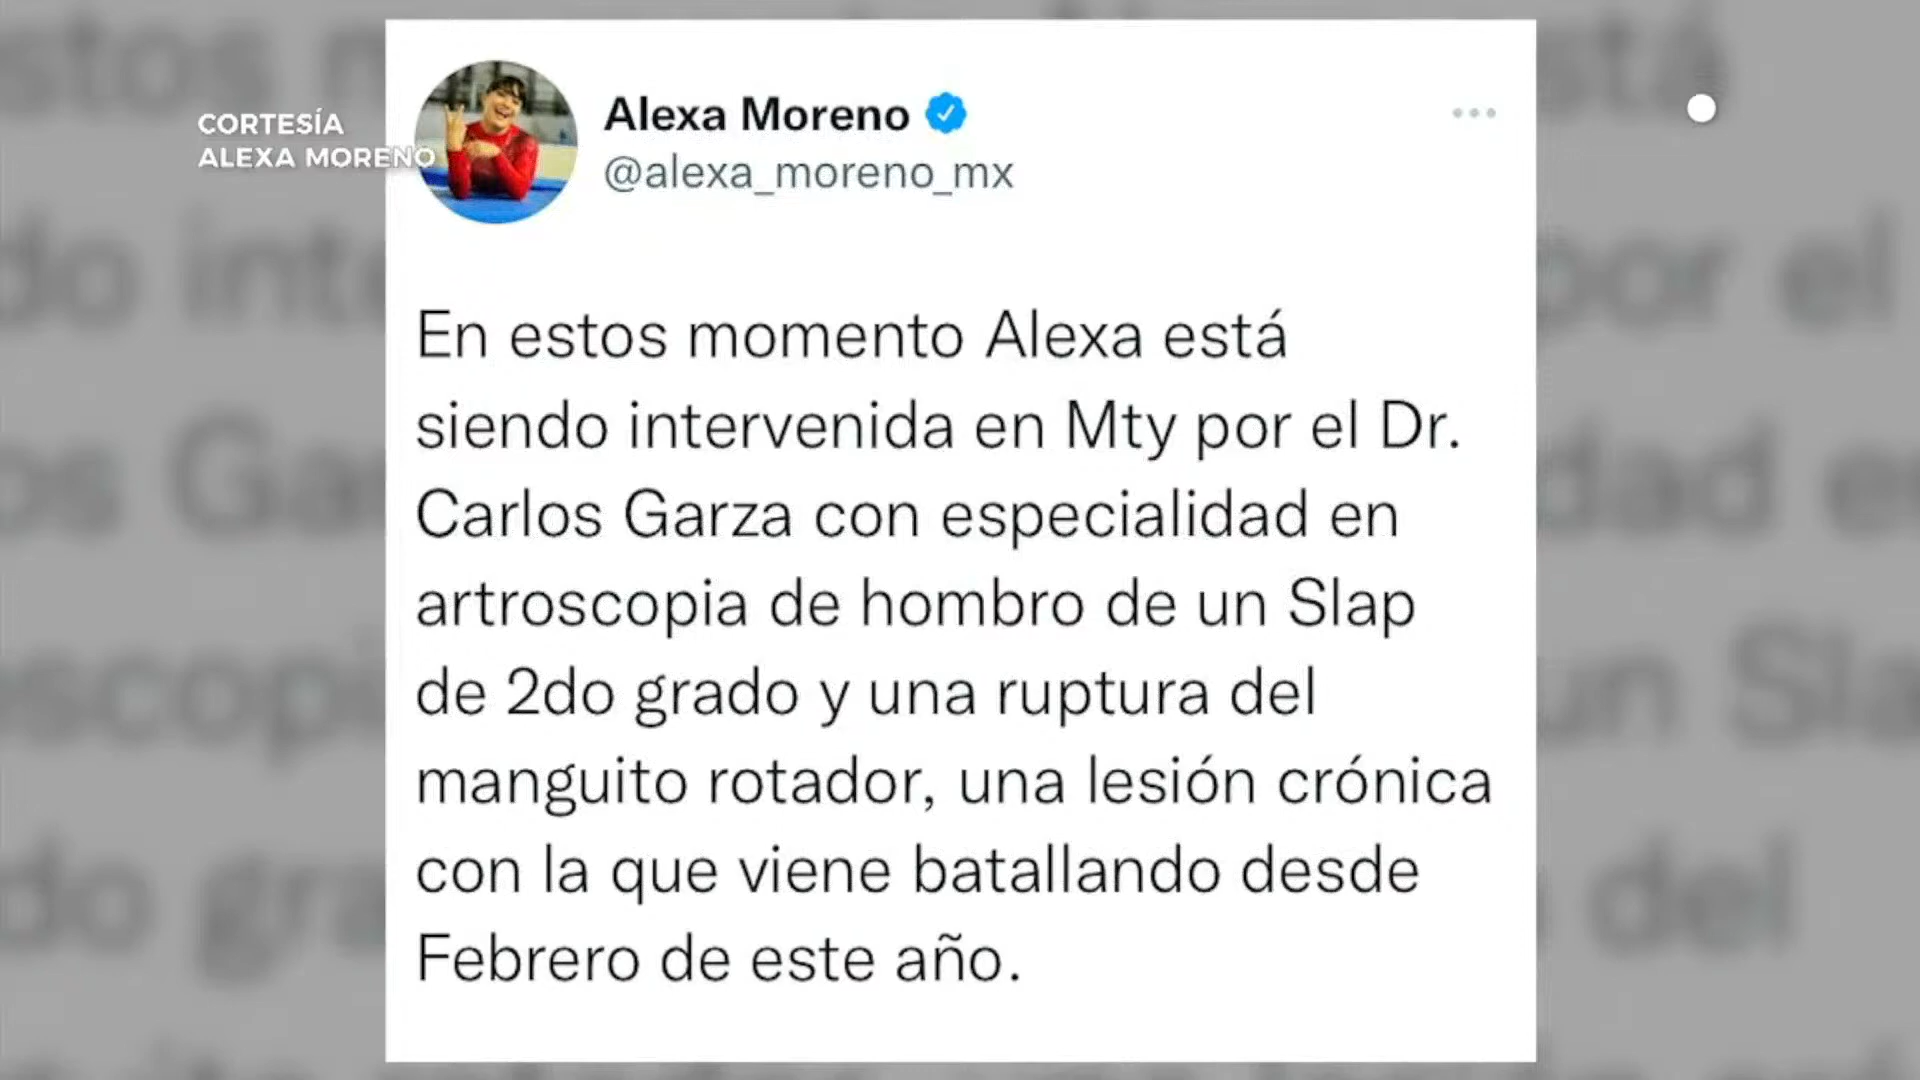 CORTESÍA
ALEXA MORENO
Alexa Moreno
@alexa_moreno_mx
En estos momento Alexa está
siendo intervenida en Mty por el Dr.
Carlos Garza con especialidad en
artroscopia de hombro de un Slap
de 2do grado y una ruptura del
manguito rotador, una lesión crónica
con la que viene batallando desde
Febrero de este año.